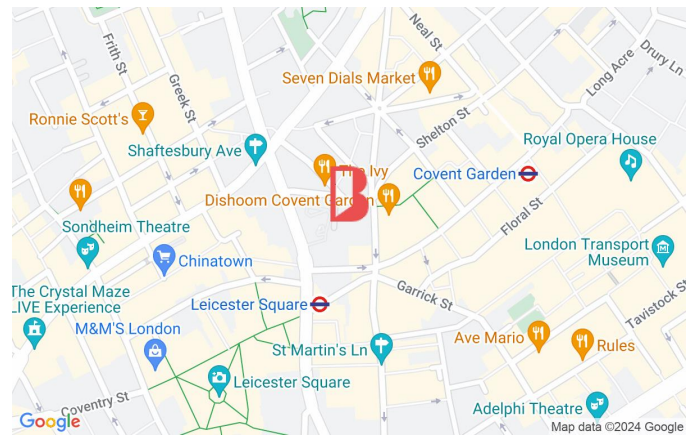 Frith St
Greek St
Neal St
Drury Ln
Long Acre
Seven Dials Market
Ronnie Scott's
Shelton St
Shaftesbury Ave
Royal Opera House
The Ivy
Covent Garden
Dishoom Covent Garden
Floral St
Sondheim Theatre
London Transport
Museum
Chinatown
The Crystal Maze
LIVE Experience
Leicester Square
Garrick St
Tavistock St
M&M'S London
St Martin's Ln
Ave Mario
Rules
Leicester Square
Coventry St
Adelphi Theatre
Google
Map data ©2024 Google